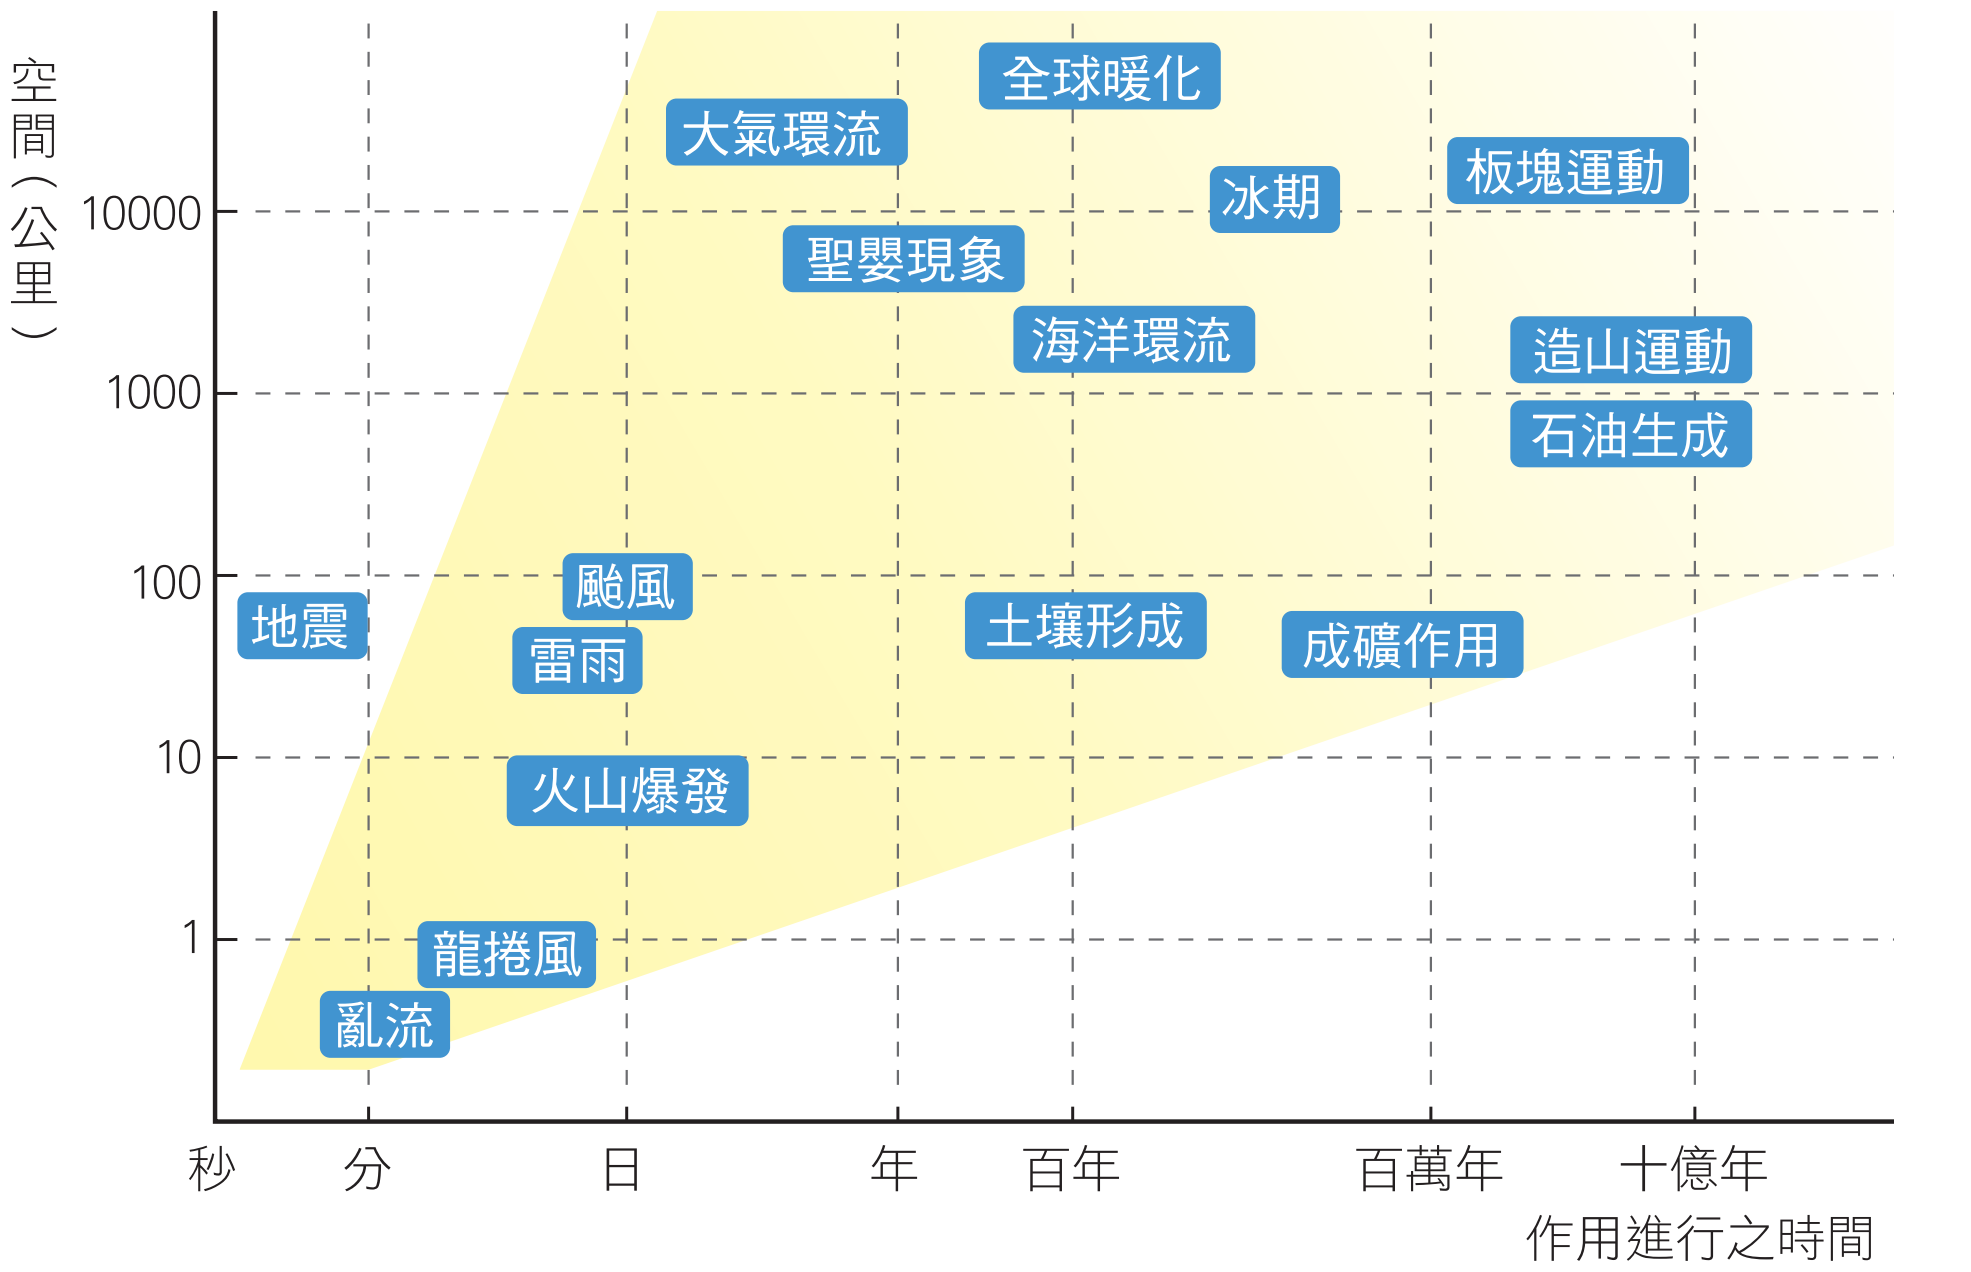 空間（公里）
全球暖化
大氣環流
板塊運動
冰期
10000
聖嬰現象
海洋環流
造山運動
1000
石油生成
颱風
100
地震
土壤形成
成礦作用
雷雨
10
火山爆發
1
龍捲風
亂流
秒 分 日 年 百年 百萬年 十億年
作用進行之時間